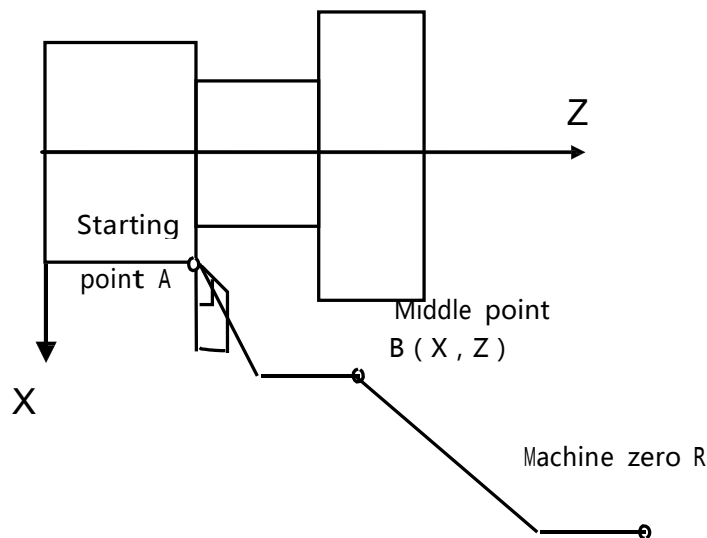 Z
Starting
point A
Middle point
B ( X , Z )
X
Machine zero R